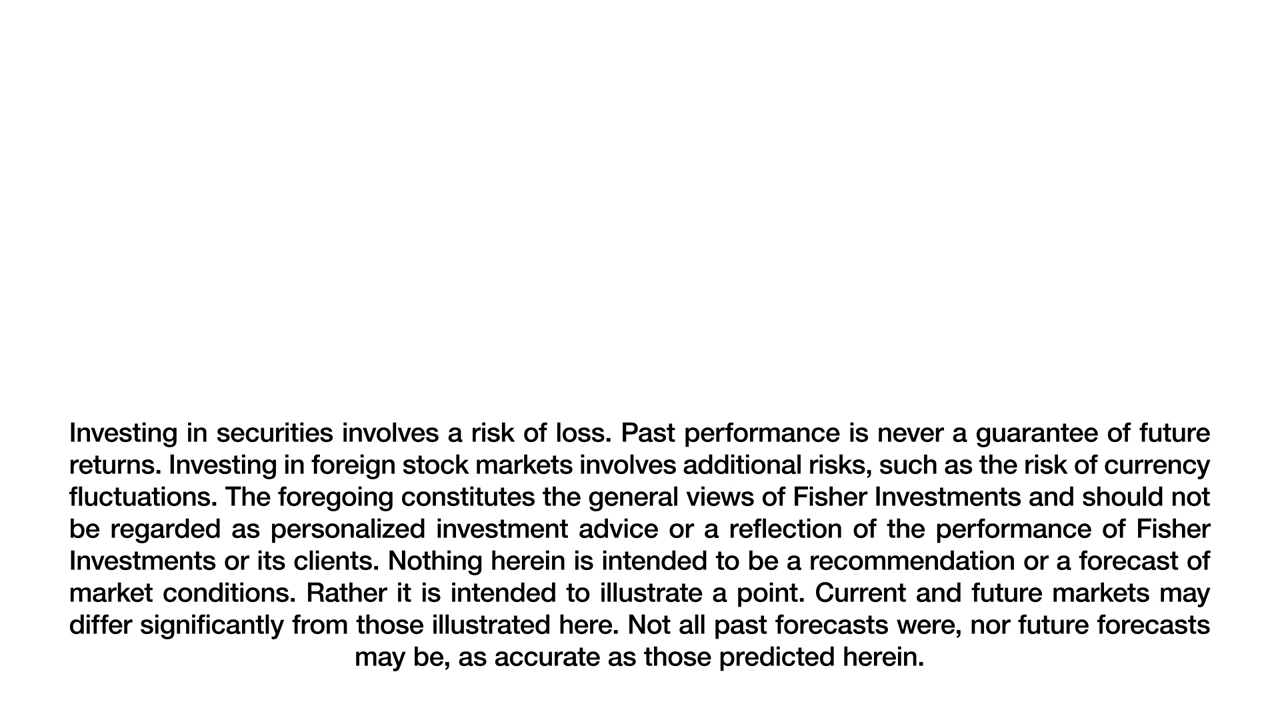 Investing in securities involves a risk of loss. Past performance is never a guarantee of future
returns. Investing in foreign stock markets involves additional risks, such as the risk of currency
fluctuations. The foregoing constitutes the general views of Fisher Investments and should not
be regarded as personalized investment advice or a reflection of the performance of Fisher
Investments or its clients. Nothing herein is intended to be a recommendation or a forecast of
market conditions. Rather it is intended to illustrate a point. Current and future markets may
differ significantly from those illustrated here. Not all past forecasts were, nor future forecasts
may be, as accurate as those predicted herein.